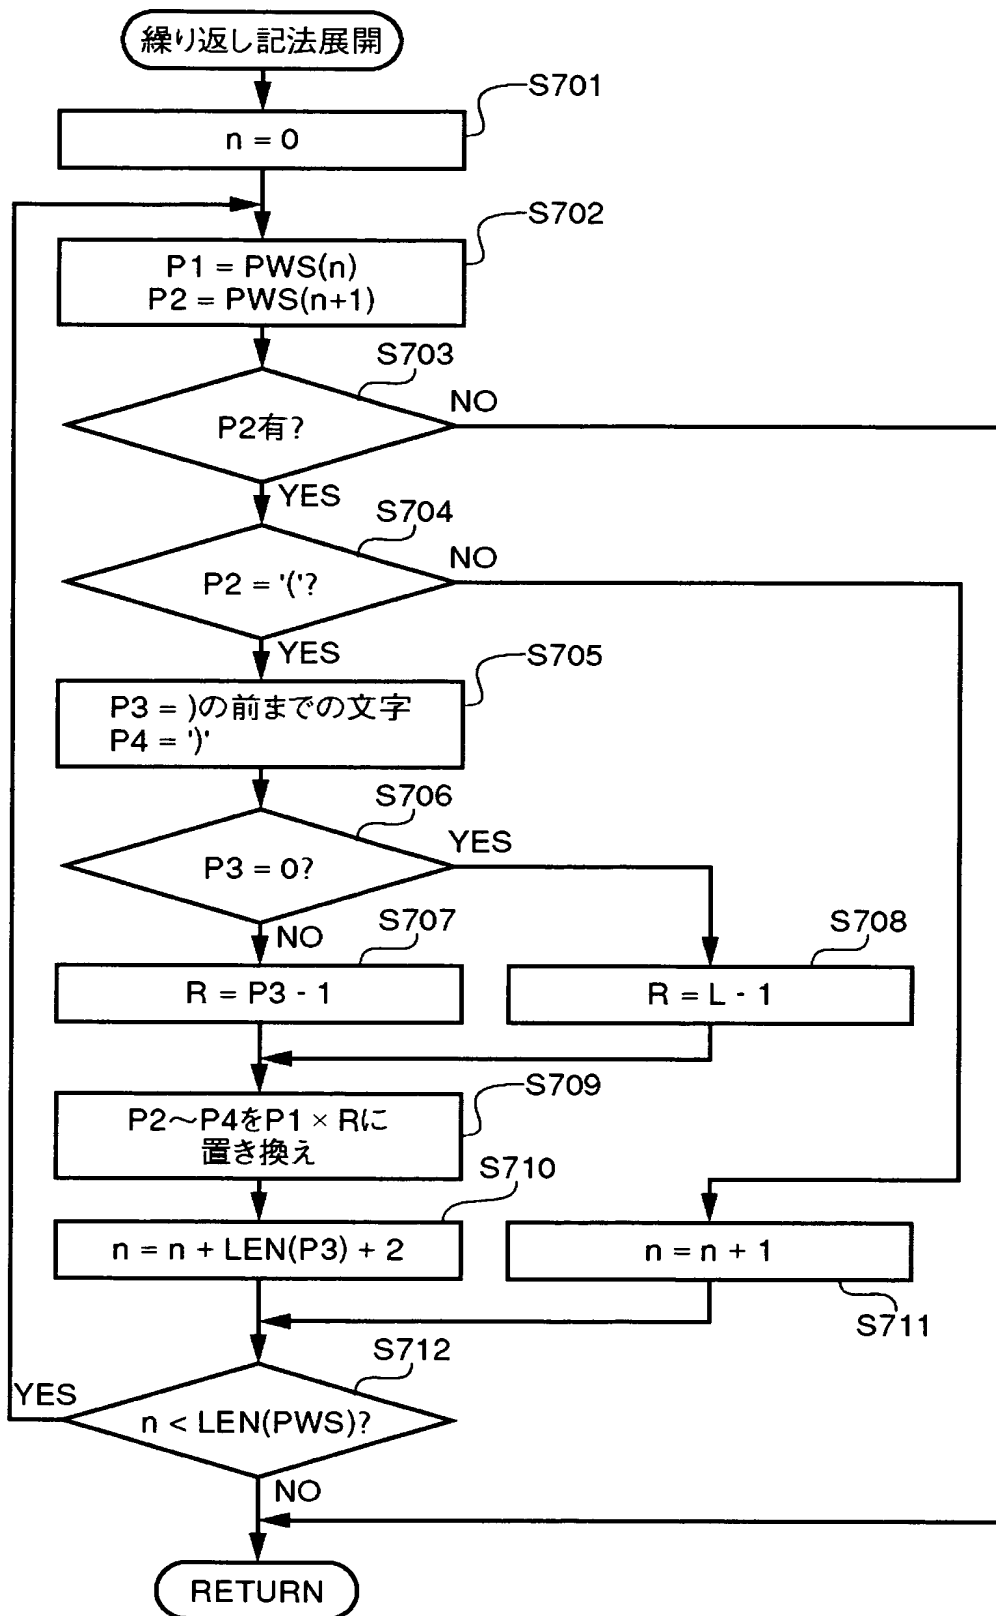 繰り返し記法展開
S701
n = 0
S702
P1 = PWS(n)
P2 = PWS(n+1)
S703
P2有?
NO
YES
S704
P2 = '('?
NO
YES
S705
P3 = )の前までの文字
P4 = ')'
S706
P3 = 0?
YES
NO
S707
R = P3 - 1
S708
R = L - 1
S709
P2～P4をP1 × Rに
置き換え
S710
n = n + LEN(P3) + 2
n = n + 1
S711
S712
YES
n < LEN(PWS)?
NO
RETURN